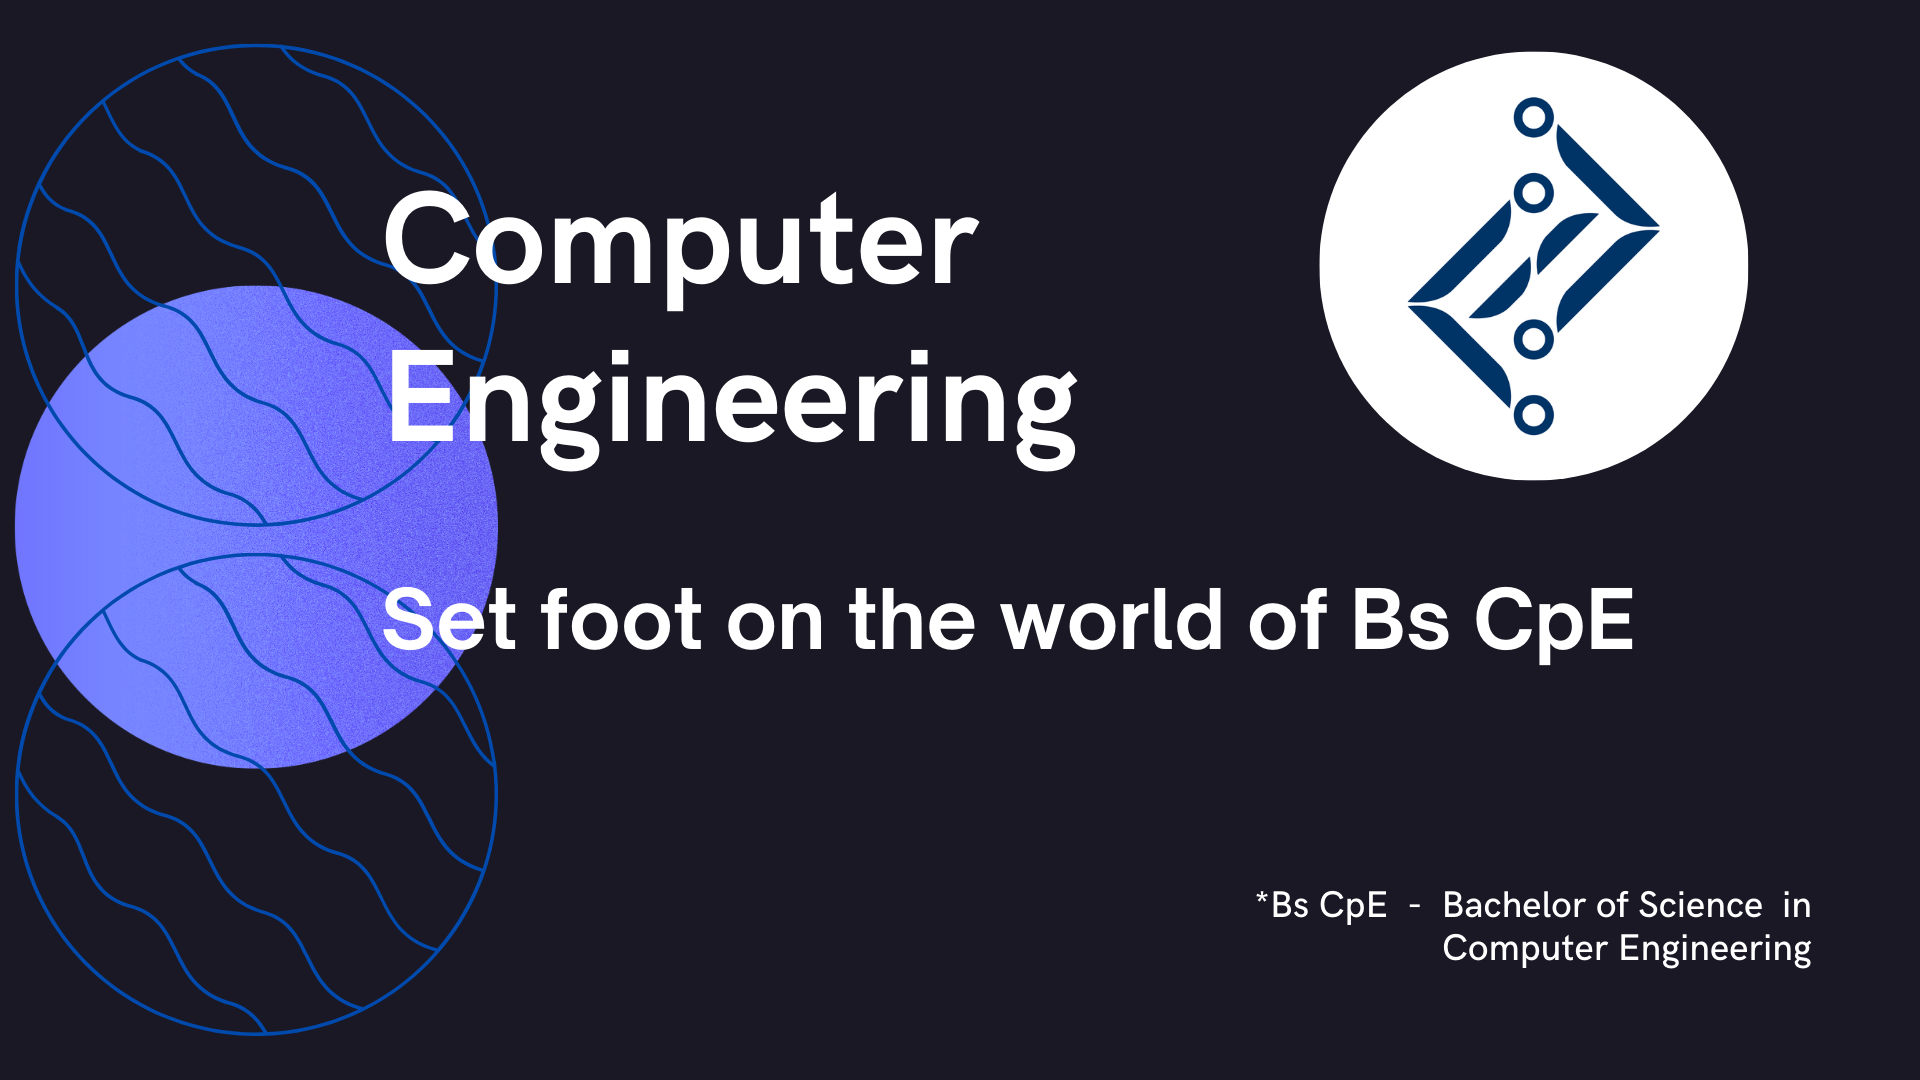 Computer
Engineering
Set foot on the world of Bs CpE
*Bs CpE - Bachelor of Science in
Computer Engineering